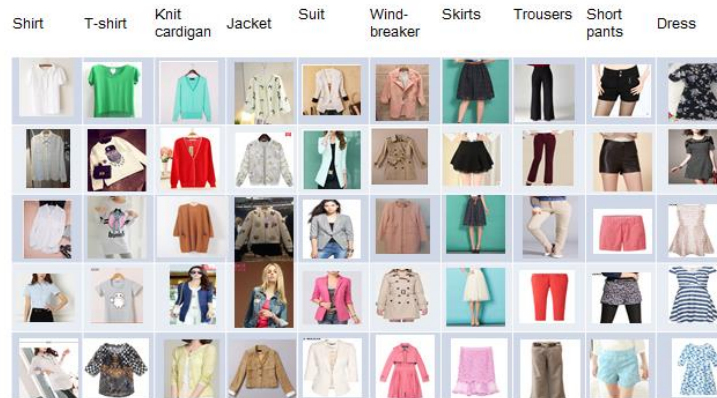 Shirt
T-shirt
Knit
cardigan
Jacket
Suit
Wind-
breaker
Skirts
Trousers
Short
pants
Dress